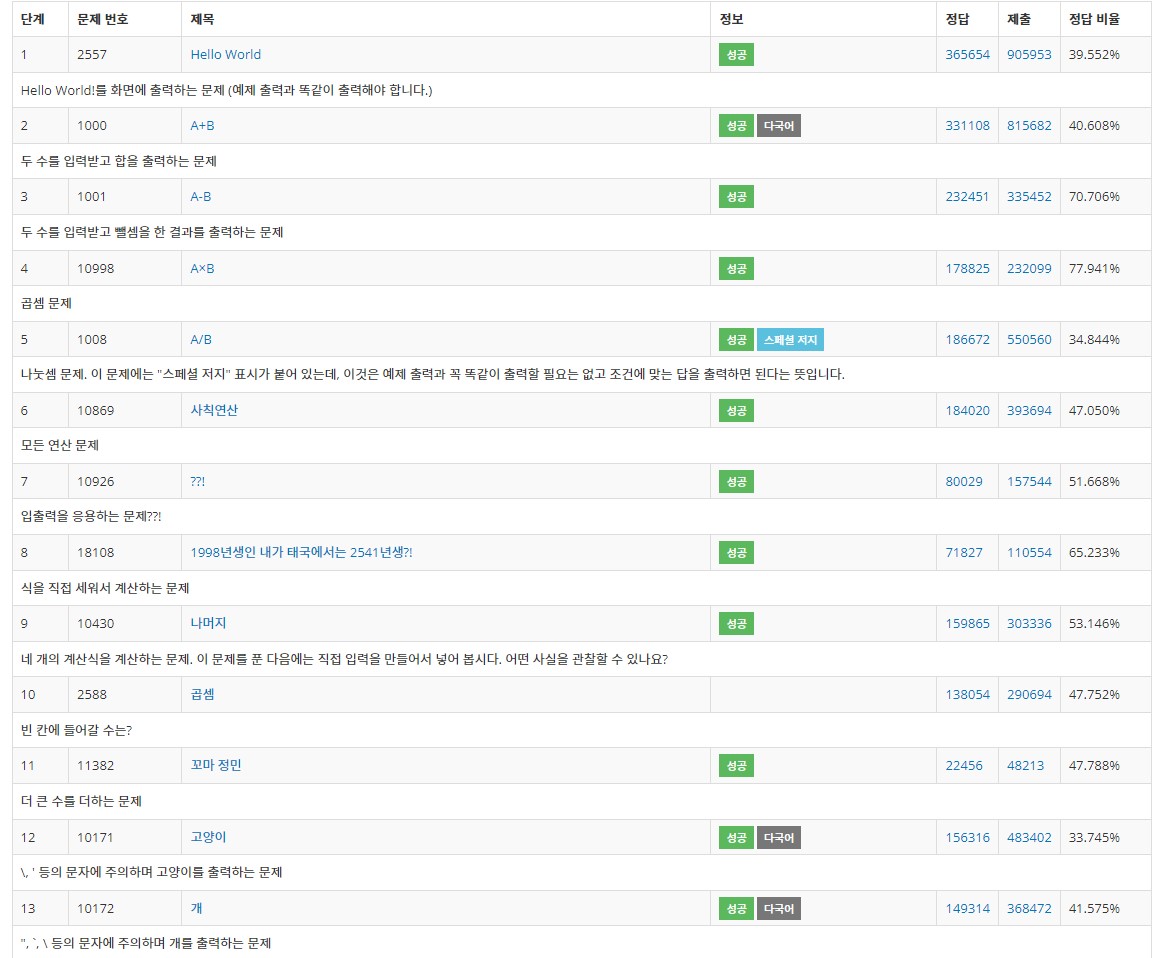 단계 문제 번호 제목 정보 정답 제출 정답 비율
1 2557 Hello World 성공 365654 905953 39.552%
Hello World!를 화면에 출력하는 문제 (예제 출력과 똑같이 출력해야 합니다.)
2 1000 A+B 성공 다국어 331108 815682 40.608%
두 수를 입력받고 합을 출력하는 문제
3 1001 A-B 성공 232451 335452 70.706%
두 수를 입력받고 뺄셈을 한 결과를 출력하는 문제
4 10998 A×B 성공 178825 232099 77.941%
곱셈 문제
5 1008 A/B 성공 스페셜 저지 186672 550560 34.844%
나눗셈 문제. 이 문제에는 "스페셜 저지" 표시가 붙어 있는데, 이것은 예제 출력과 꼭 똑같이 출력할 필요는 없고 조건에 맞는 답을 출력하면 된다는 뜻입니다.
6 10869 사칙연산 성공 184020 393694 47.050%
모든 연산 문제
7 10926 ??! 성공 80029 157544 51.668%
입출력을 응용하는 문제??!
8 18108 1998년생인 내가 태국에서는 2541년생?! 성공 71827 110554 65.233%
식을 직접 세워서 계산하는 문제
9 10430 나머지 성공 159865 303336 53.146%
네 개의 계산식을 계산하는 문제. 이 문제를 푼 다음에는 직접 입력을 만들어서 넣어 봅시다. 어떤 사실을 관찰할 수 있나요?
10 2588 곱셈 138054 290694 47.752%
빈 칸에 들어갈 수는?
11 11382 꼬마 정민 성공 22456 48213 47.788%
더 큰 수를 더하는 문제
12 10171 고양이 성공 다국어 156316 483402 33.745%
\, ' 등의 문자에 주의하며 고양이를 출력하는 문제
13 10172 개 성공 다국어 149314 368472 41.575%
", `, \ 등의 문자에 주의하며 개를 출력하는 문제